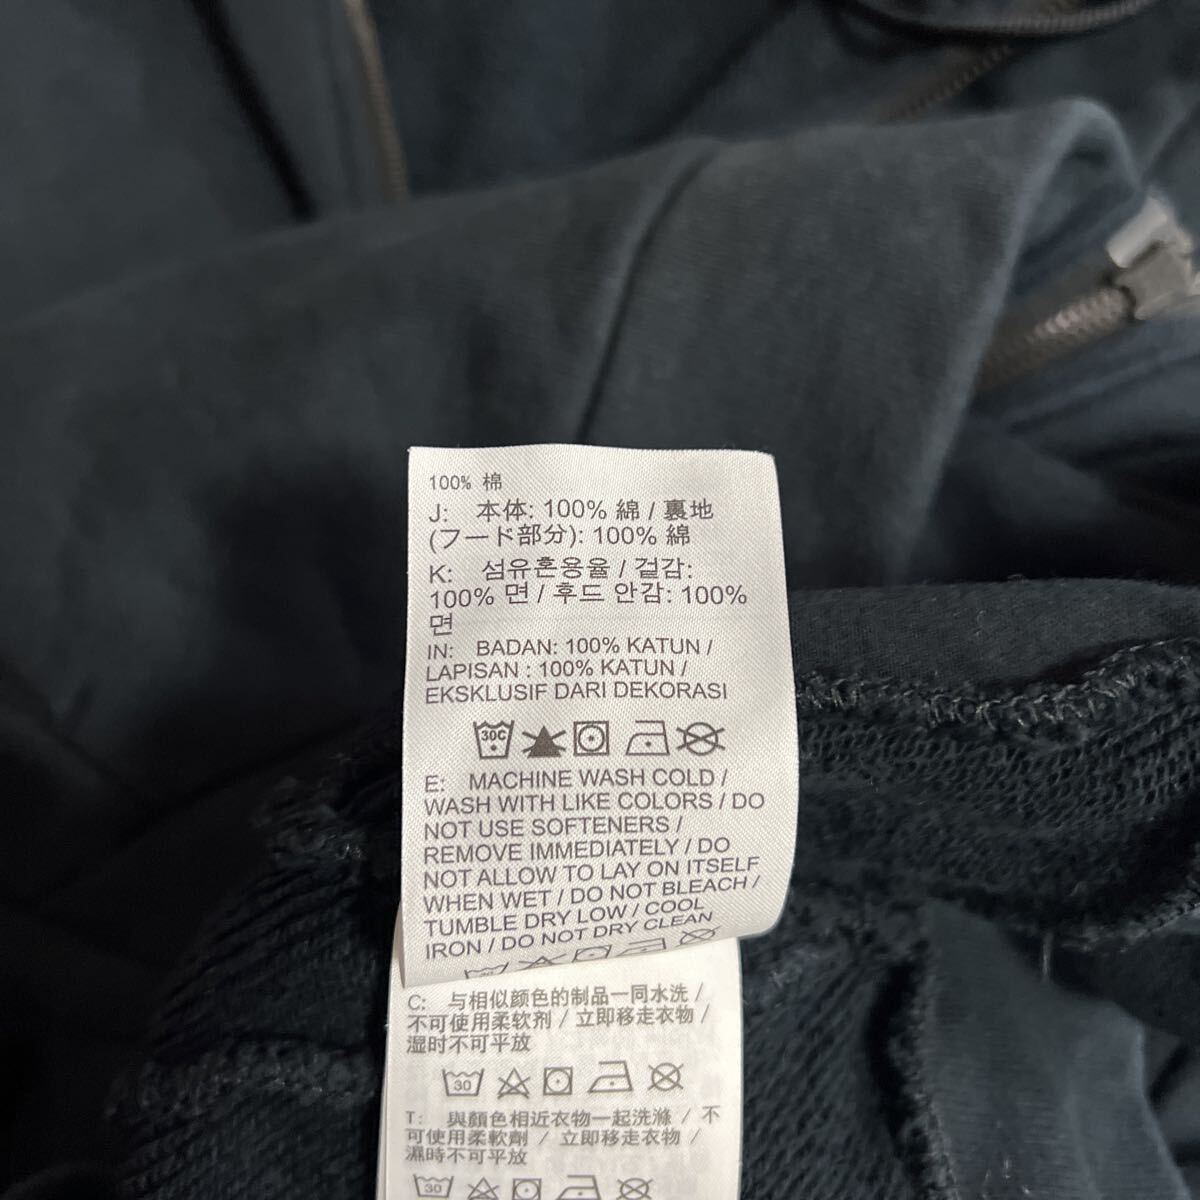 100% 棉
J: 本体: 100% 綿 / 裏地
(フード部分): 100% 綿
K: 섬유혼용율 / 겉감:
100% 면 / 후드 안감: 100%
면
IN: BADAN: 100% KATUN /
LAPISAN : 100% KATUN /
EKSKLUSIF DARI DEKORASI
30C
E: MACHINE WASH COLD /
WASH WITH LIKE COLORS / DO
NOT USE SOFTENERS /
REMOVE IMMEDIATELY / DO
NOT ALLOW TO LAY ON ITSELF
WHEN WET / DO NOT BLEACH /
TUMBLE DRY LOW / COOL
IRON / DO NOT DRY CLEAN
C: 与相似颜色的制品一同水洗 /
不可使用柔软剂 / 立即移走衣物 /
湿时不可平放
30
T: 與顏色相近衣物一起洗滌 / 不
可使用柔軟劑 / 立即移走衣物 /
濕時不可平放
30